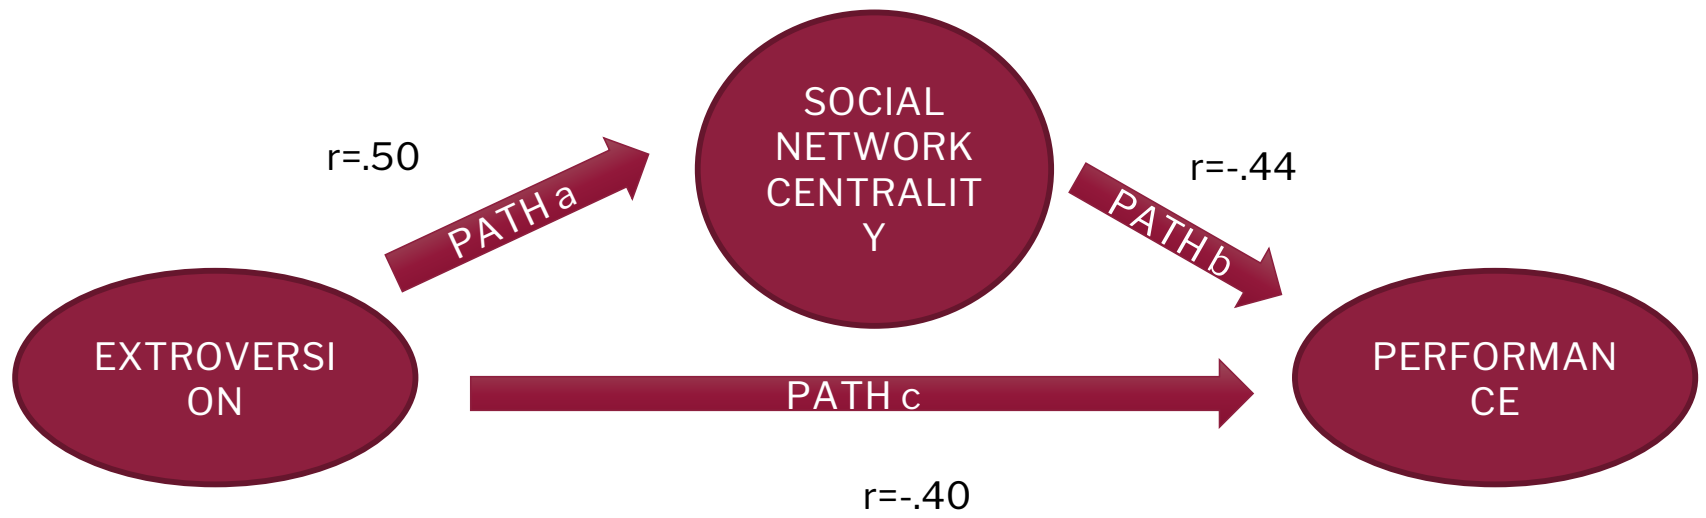 SOCIAL
NETWORK
CENTRALIT
Y
r=.50
r=-.44
PATH a
PATH b
EXTROVERSI
ON
PERFORMAN
CE
PATH c
r=-.40